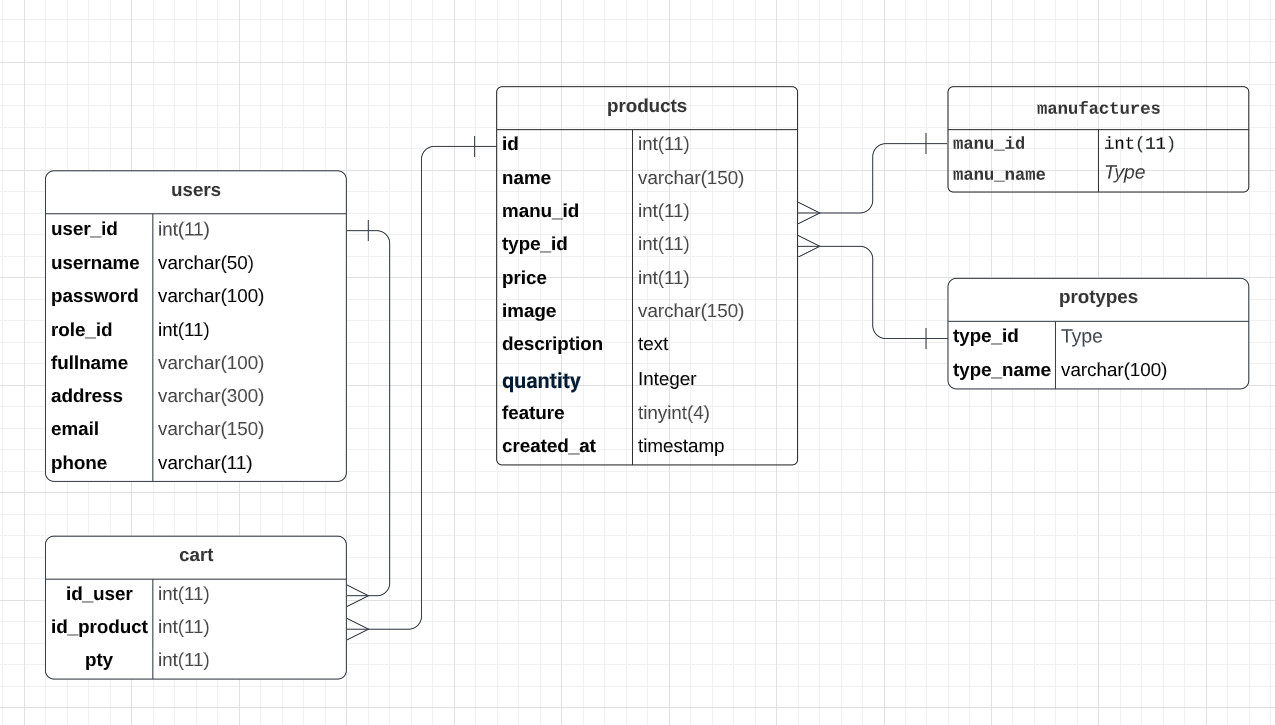 users
user_id int(11)
username varchar(50)
password varchar(100)
role_id int(11)
fullname varchar(100)
address varchar(300)
email varchar(150)
phone varchar(11)
cart
id_user int(11)
id_product int(11)
pty int(11)
products
id int(11)
name varchar(150)
manu_id int(11)
type_id int(11)
price int(11)
image varchar(150)
description text
quantity Integer
feature tinyint(4)
created_at timestamp
manufactures
manu_id int(11)
manu_name Type
protypes
type_id Type
type_name varchar(100)